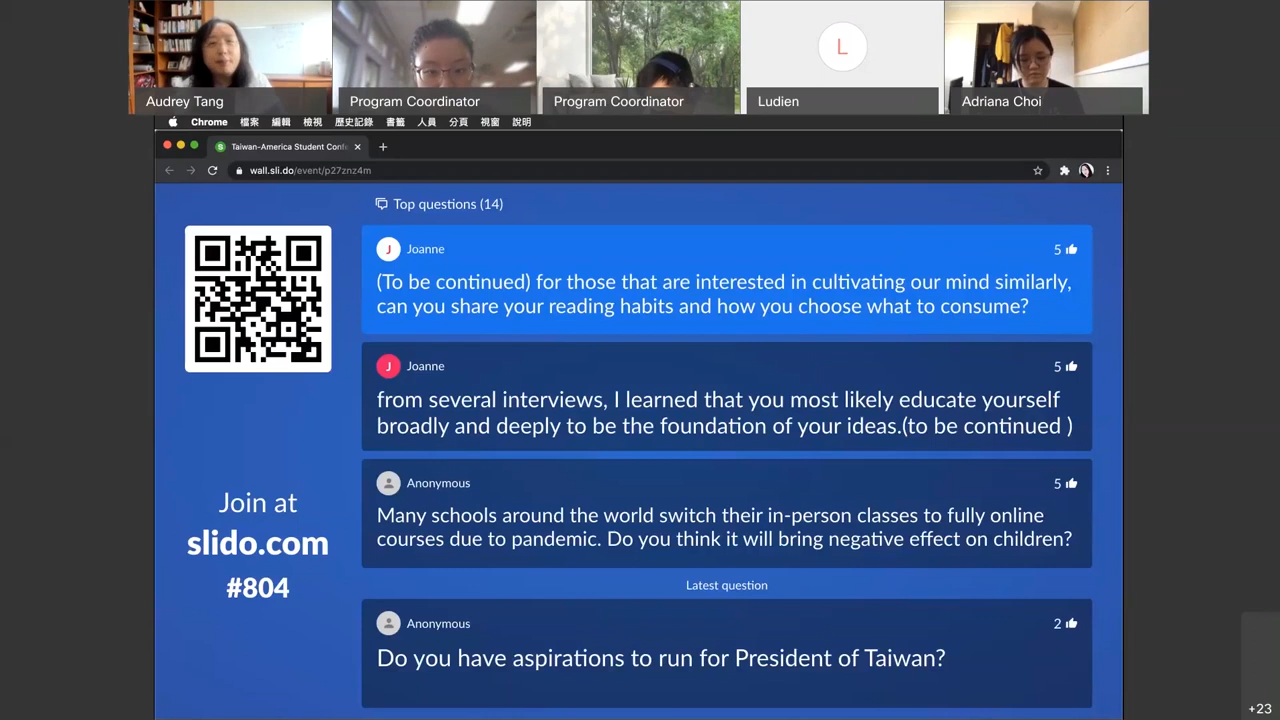 L
Audrey Tang
Program Coordinator
Program Coordinator
Ludien
Adriana Choi
Chrome 檔案 編輯 檢視 歷史記錄 書籤 人員 分頁 視窗 說明
S Taiwan-America Student Conf
wall.sli.do/event/p27znz4m
Top questions (14)
J Joanne 5
(To be continued) for those that are interested in cultivating our mind similarly,
can you share your reading habits and how you choose what to consume?
J Joanne 5
from several interviews, I learned that you most likely educate yourself
broadly and deeply to be the foundation of your ideas.(to be continued )
Anonymous 5
Many schools around the world switch their in-person classes to fully online
courses due to pandemic. Do you think it will bring negative effect on children?
Latest question
Anonymous 2
Do you have aspirations to run for President of Taiwan?
Join at
slido.com
#804
+23